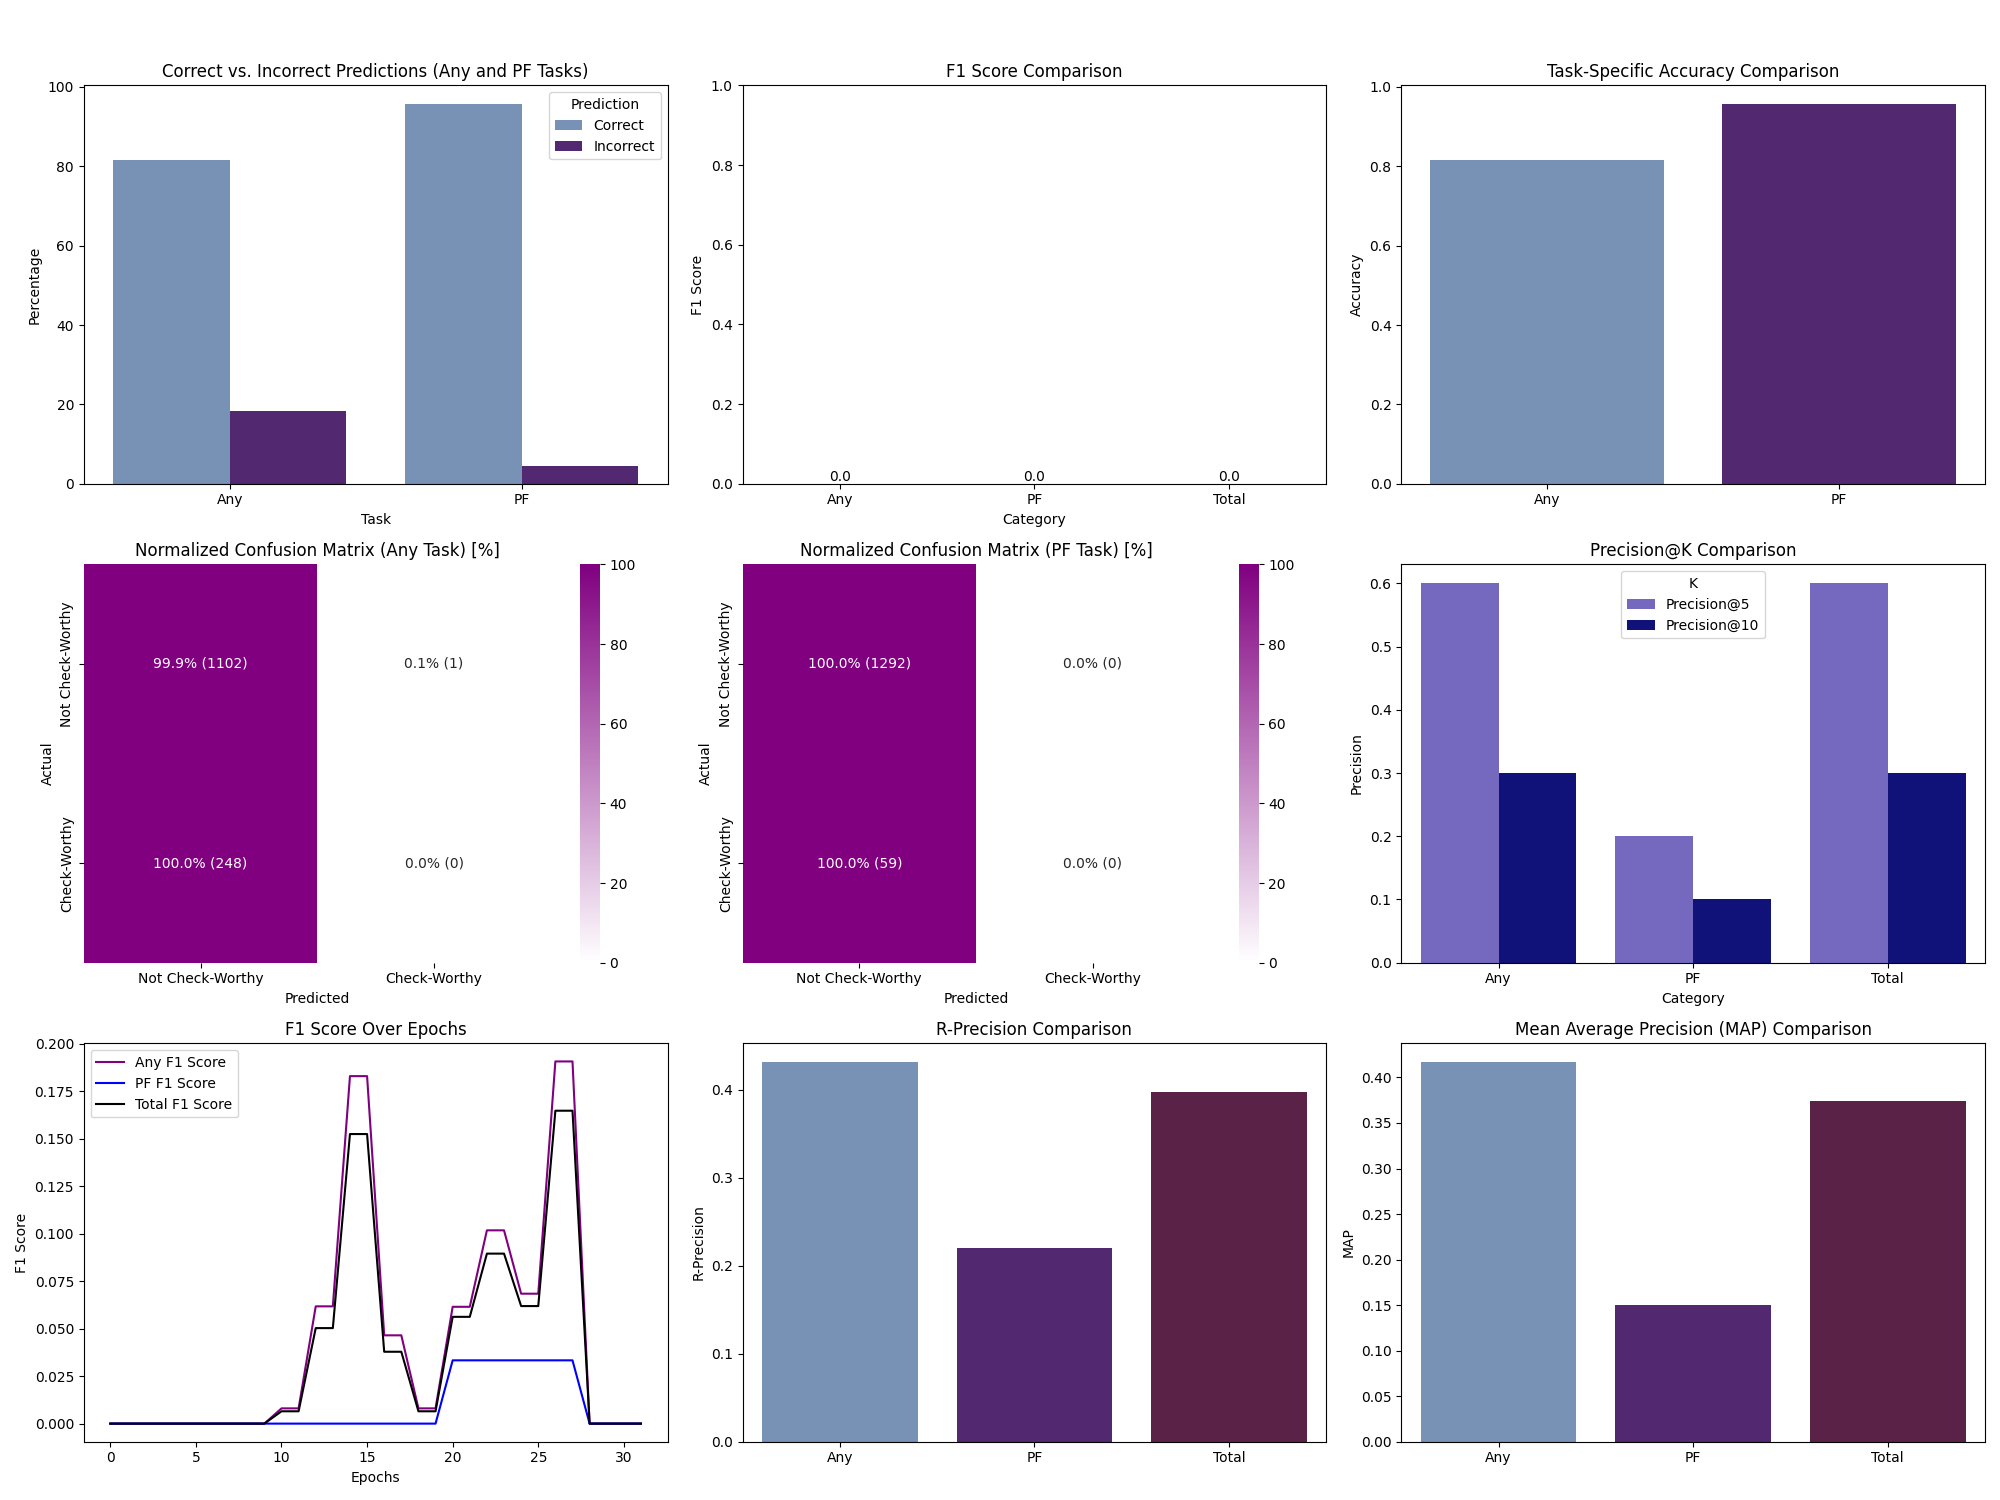 Correct vs. Incorrect Predictions (Any and PF Tasks)
Percentage
100
80
60
40
20
0
Prediction
Correct
Incorrect
Any
PF
Task
F1 Score Comparison
F1 Score
1.0
0.8
0.6
0.4
0.2
0.0
0.0
0.0
0.0
Any
PF
Total
Category
Task-Specific Accuracy Comparison
Accuracy
1.0
0.8
0.6
0.4
0.2
0.0
Any
PF
Normalized Confusion Matrix (Any Task) [%]
Actual
Not Check-Worthy
Check-Worthy
99.9% (1102)
0.1% (1)
100.0% (248)
0.0% (0)
Not Check-Worthy
Check-Worthy
Predicted
100
80
60
40
20
0
Normalized Confusion Matrix (PF Task) [%]
Actual
Not Check-Worthy
Check-Worthy
100.0% (1292)
0.0% (0)
100.0% (59)
0.0% (0)
Not Check-Worthy
Check-Worthy
Predicted
100
80
60
40
20
0
Precision@K Comparison
Precision
0.6
0.5
0.4
0.3
0.2
0.1
0.0
K
Precision@5
Precision@10
Any
PF
Total
Category
F1 Score Over Epochs
F1 Score
0.200
0.175
0.150
0.125
0.100
0.075
0.050
0.025
0.000
Any F1 Score
PF F1 Score
Total F1 Score
0
5
10
15
20
25
30
Epochs
R-Precision Comparison
R-Precision
0.4
0.3
0.2
0.1
0.0
Any
PF
Total
Mean Average Precision (MAP) Comparison
MAP
0.40
0.35
0.30
0.25
0.20
0.15
0.10
0.05
0.00
Any
PF
Total